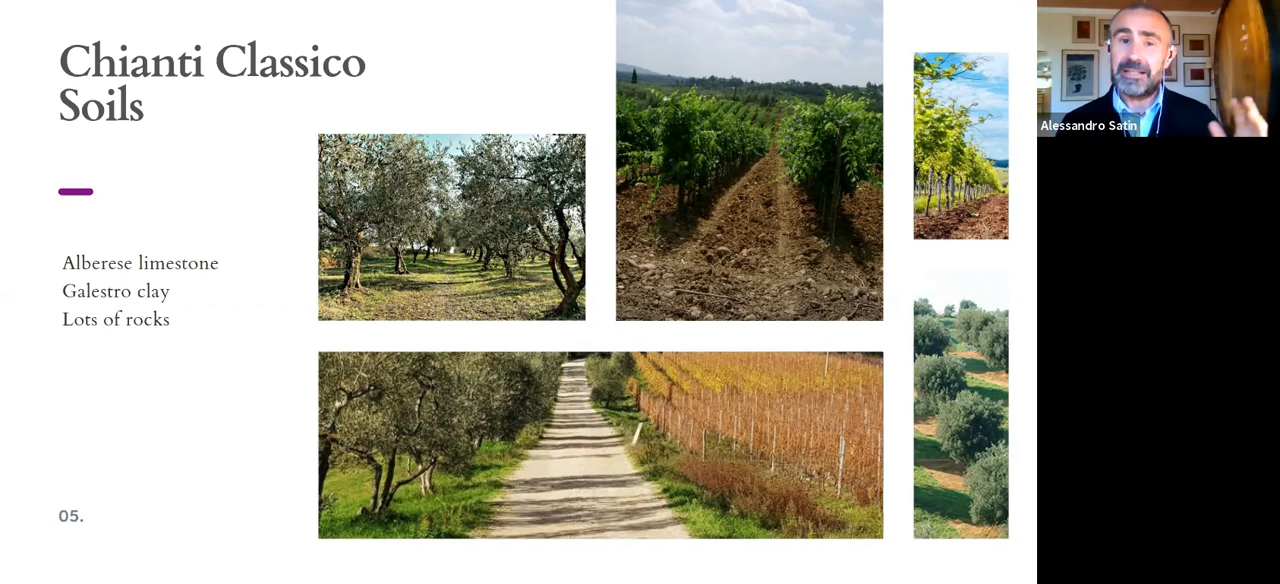 Chianti Classico
Soils
Alberese limestone
Galestro clay
Lots of rocks
05.
Alessandro Satin